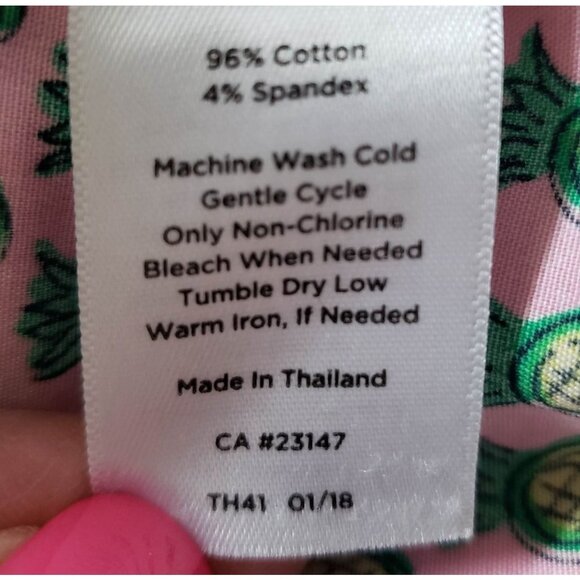 96% Cotton
4% Spandex
Machine Wash Cold
Gentle Cycle
Only Non-Chlorine
Bleach When Needed
Tumble Dry Low
Warm Iron, If Needed
Made In Thailand
CA #23147
TH41 01/18